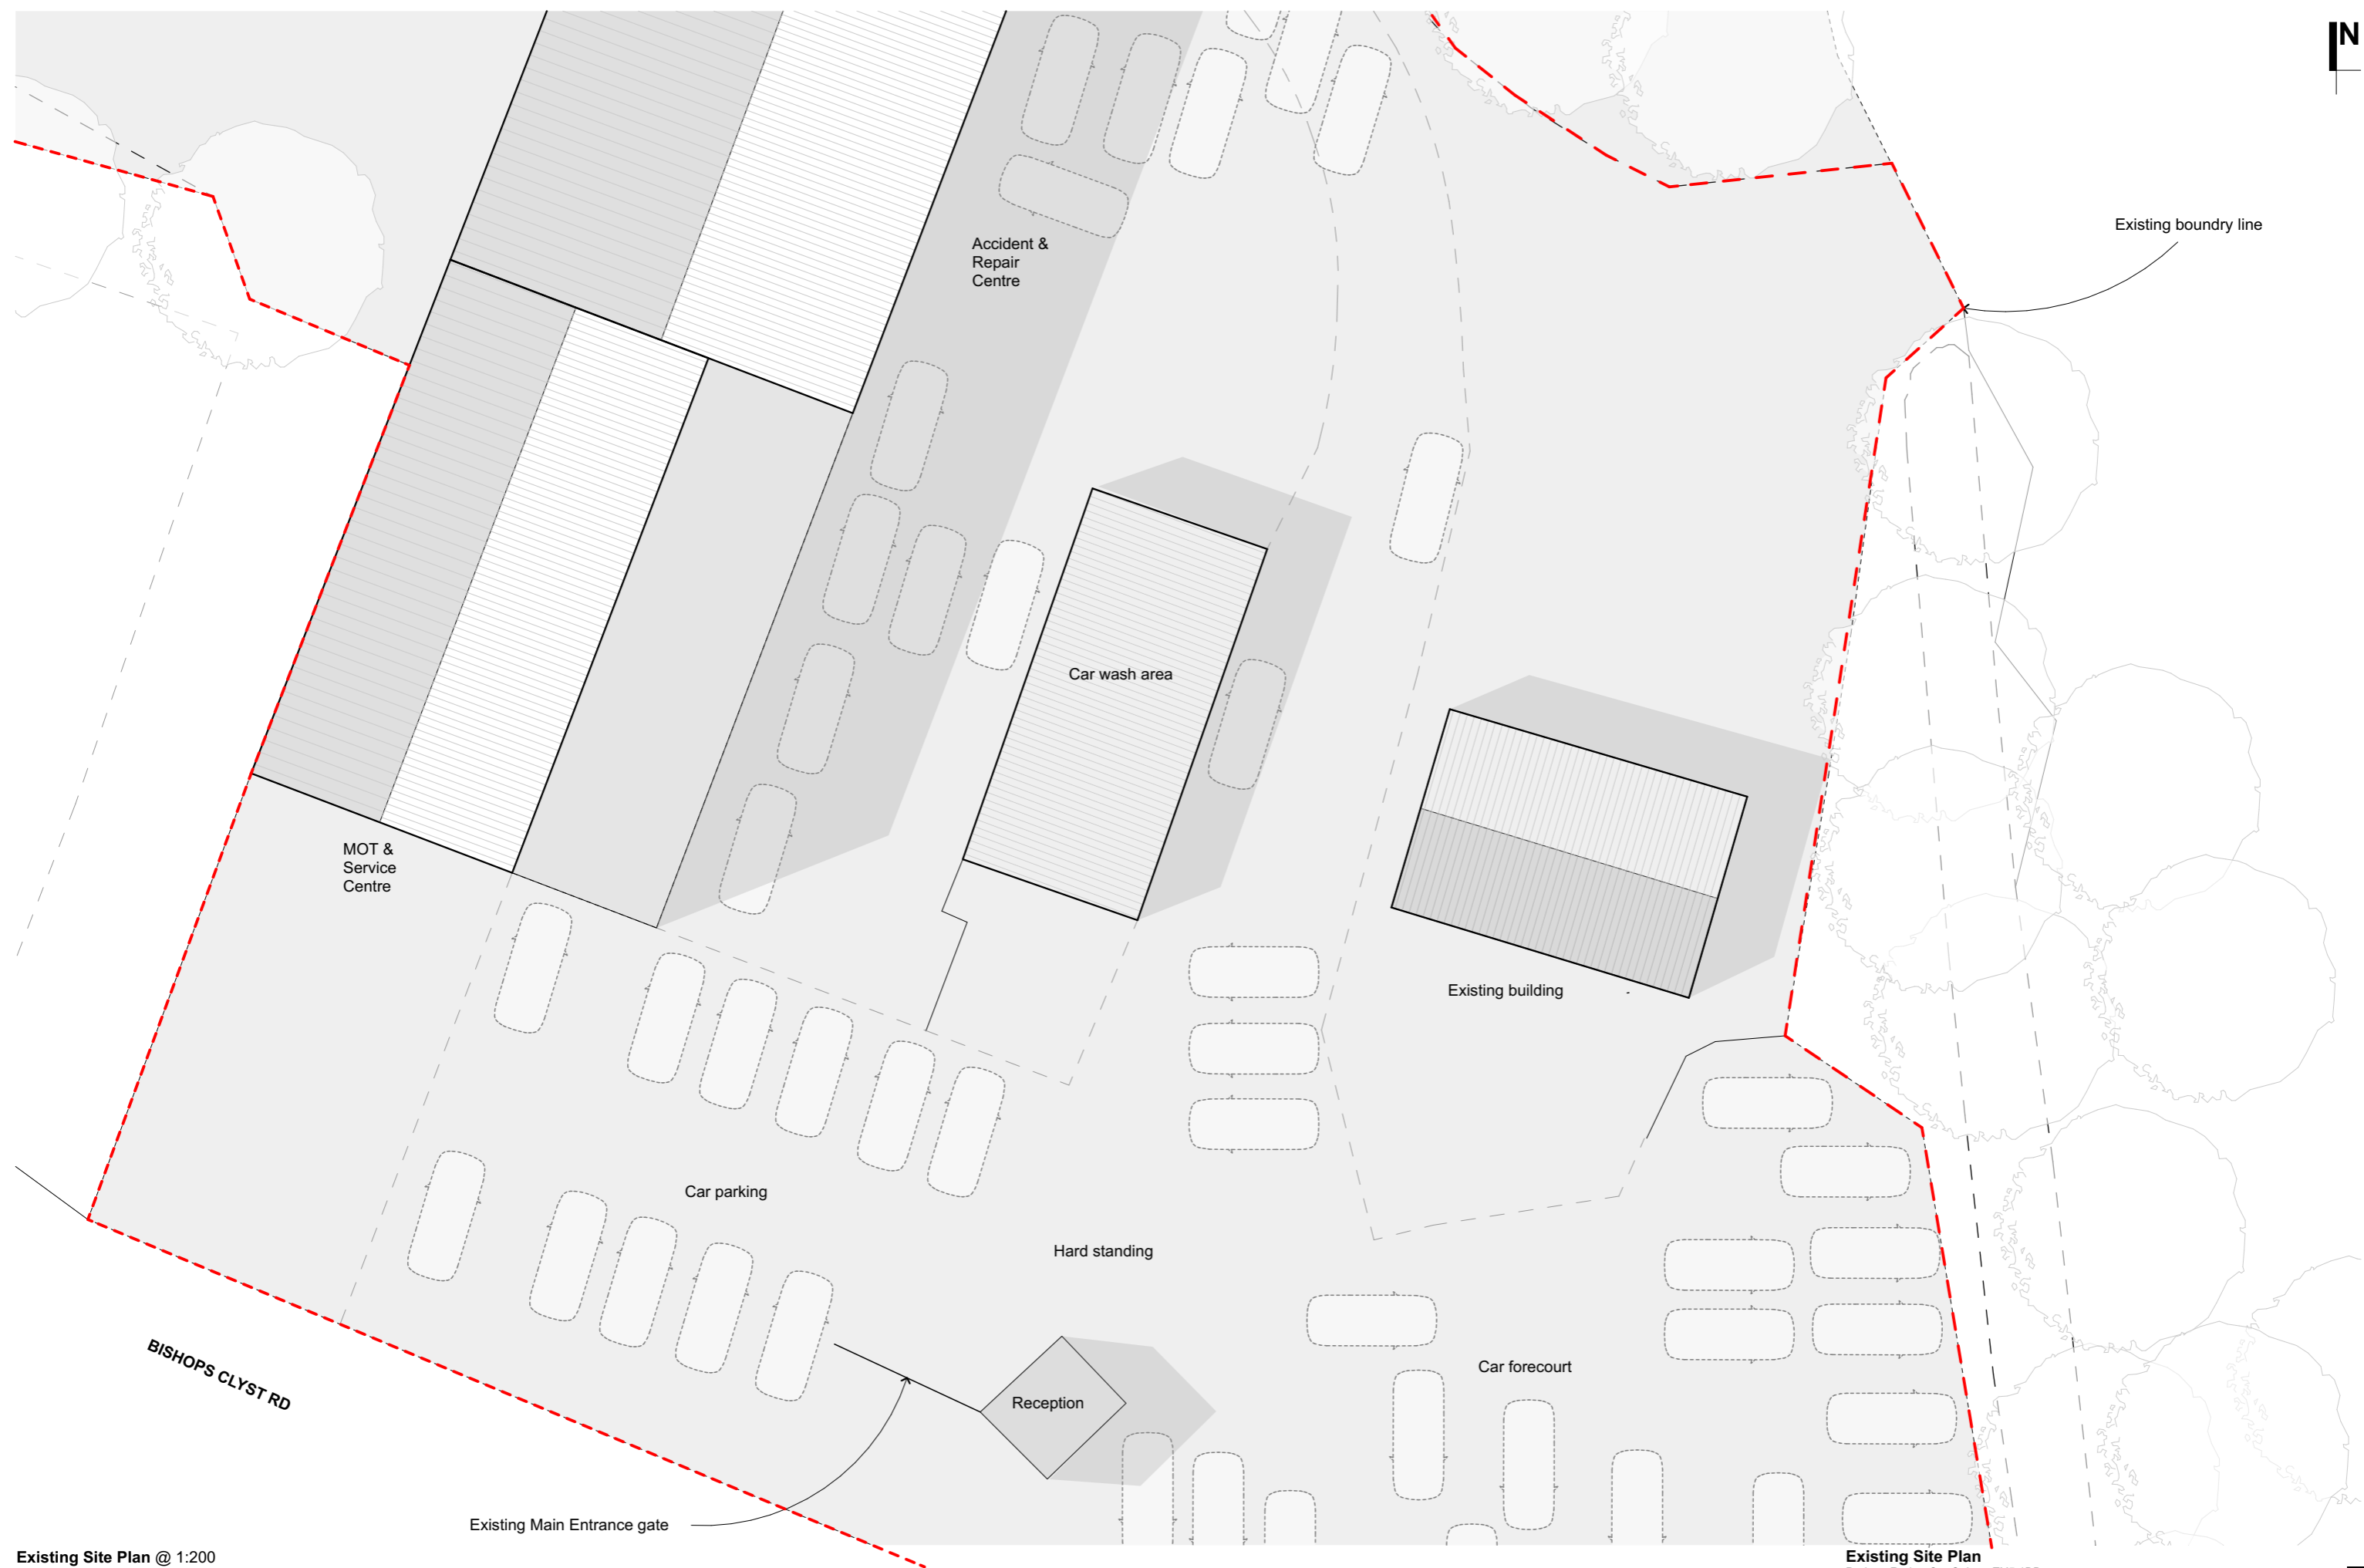 N
Existing boundry line
Accident &
Repair
Centre
Car wash area
MOT &
Service
Centre
Existing building
Car parking
Hard standing
BISHOPS CLYST RD
Car forecourt
Reception
Existing Main Entrance gate
Existing Site Plan @ 1:200
Existing Site Plan